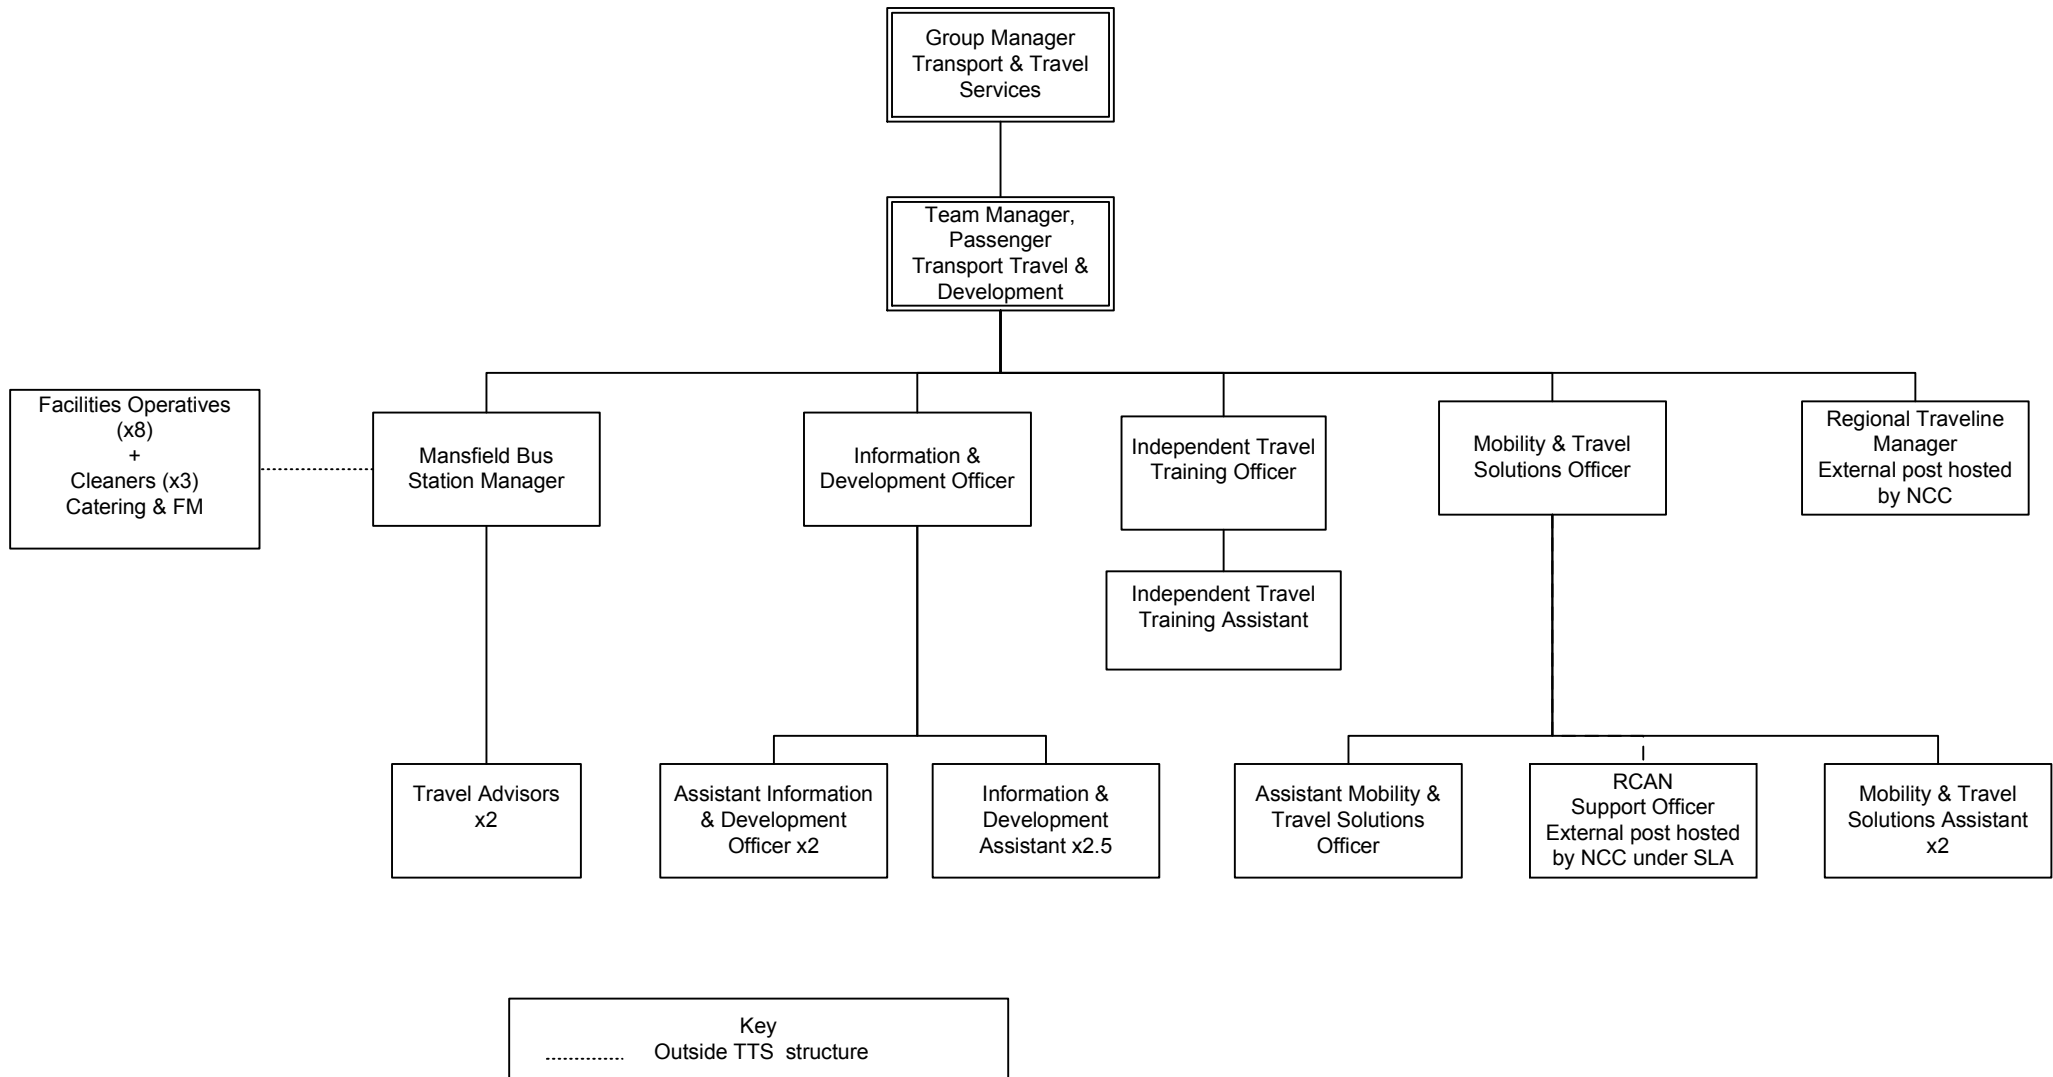 Group Manager
Transport & Travel
Services
Team Manager,
Passenger
Transport Travel &
Development
Facilities Operatives
(x8)
+
Cleaners (x3)
Catering & FM
Mansfield Bus
Station Manager
Information &
Development Officer
Independent Travel
Training Officer
Mobility & Travel
Solutions Officer
Regional Traveline
Manager
External post hosted
by NCC
Independent Travel
Training Assistant
Travel Advisors
x2
Assistant Information
& Development
Officer x2
Information &
Development
Assistant x2.5
Assistant Mobility &
Travel Solutions
Officer
RCAN
Support Officer
External post hosted
by NCC under SLA
Mobility & Travel
Solutions Assistant
x2
Key
Outside TTS structure